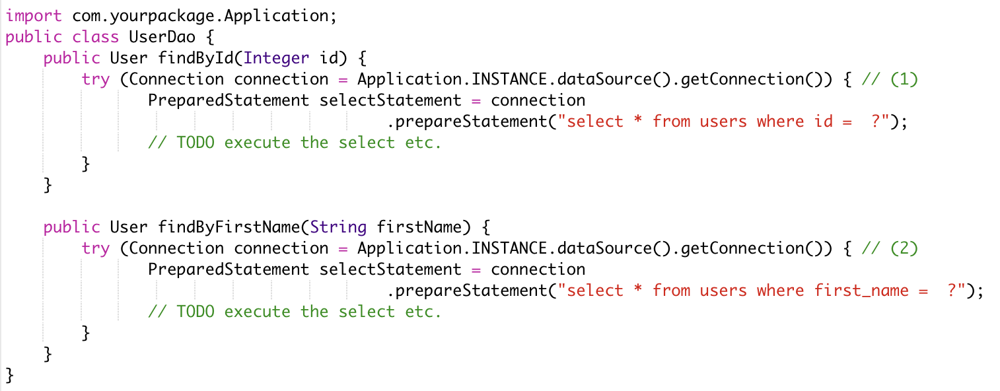 import com.yourpackage.Application;
public class UserDao {
    public User findById(Integer id) {
        try (Connection connection = Application.INSTANCE.dataSource().getConnection()) { // (1)
               PreparedStatement selectStatement = connection
                                        .prepareStatement("select * from users where id =  ?");
               // TODO execute the select etc.
        }
    }

    public User findByFirstName(String firstName) {
        try (Connection connection = Application.INSTANCE.dataSource().getConnection()) { // (2)
               PreparedStatement selectStatement = connection
                                        .prepareStatement("select * from users where first_name =  ?");
               // TODO execute the select etc.
        }
    }
}